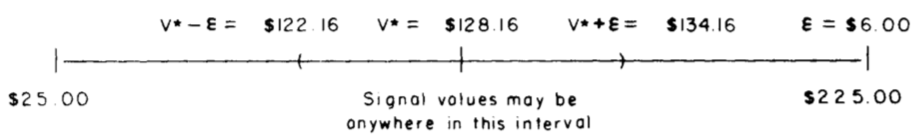 V* - ε = $122.16 V* = $128.16 V*+ε = $134.16 ε = $6.00
$25.00 Signal values may be $225.00
anywhere in this interval